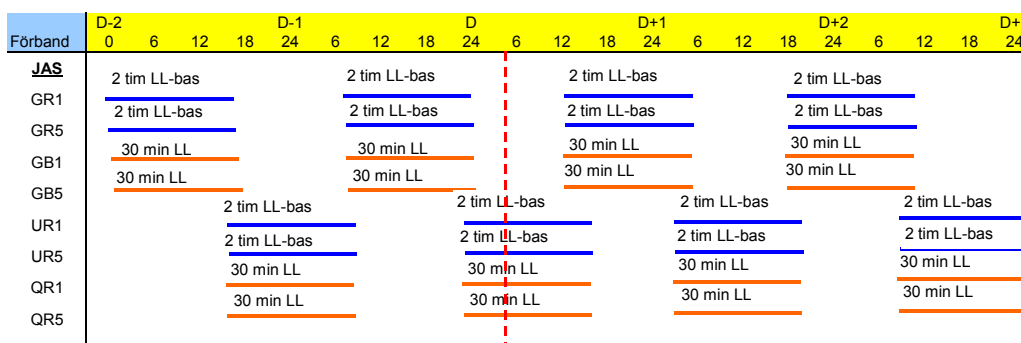 D-2 D-1 D D+1 D+2 D+
Förband 0 6 12 18 24 6 12 18 24 6 12 18 24 6 12 18 24 6 12 18 24
JAS
2 tim LL-bas 2 tim LL-bas 2 tim LL-bas 2 tim LL-bas
GR1
2 tim LL-bas 2 tim LL-bas 2 tim LL-bas 2 tim LL-bas
GR5
30 min LL 30 min LL 30 min LL 30 min LL
GB1
30 min LL 30 min LL 30 min LL 30 min LL
GB5
2 tim LL-bas 2 tim LL-bas 2 tim LL-bas 2 tim LL-bas
UR1
2 tim LL-bas 2 tim LL-bas 2 tim LL-bas 2 tim LL-bas
UR5
30 min LL 30 min LL 30 min LL 30 min LL
QR1
30 min LL 30 min LL 30 min LL 30 min LL
QR5